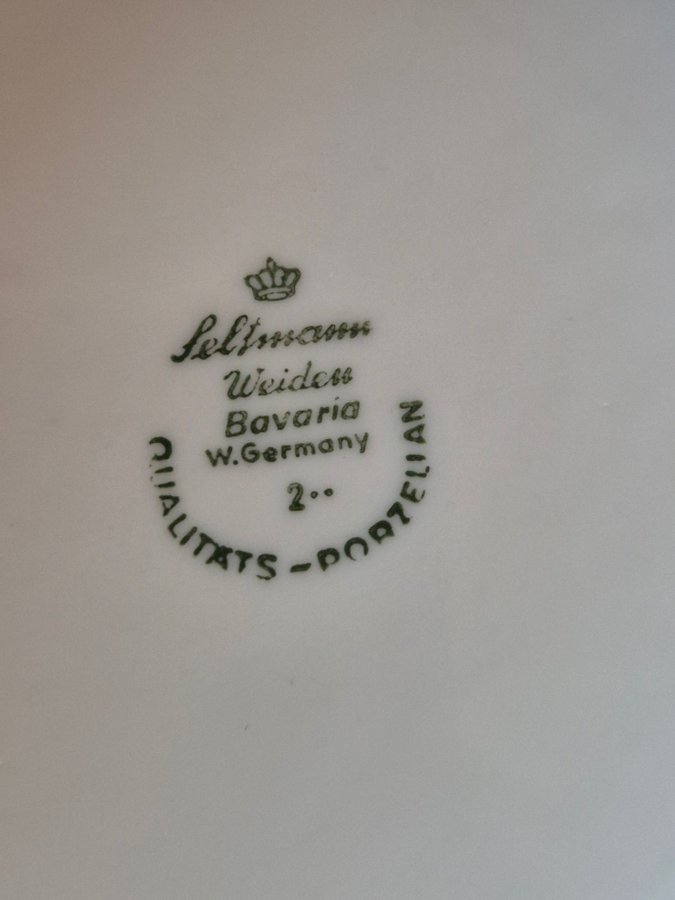 Seltmann
Weiden
Bavaria
W.Germany
2••
QUALITÄTS-PORZELLAN